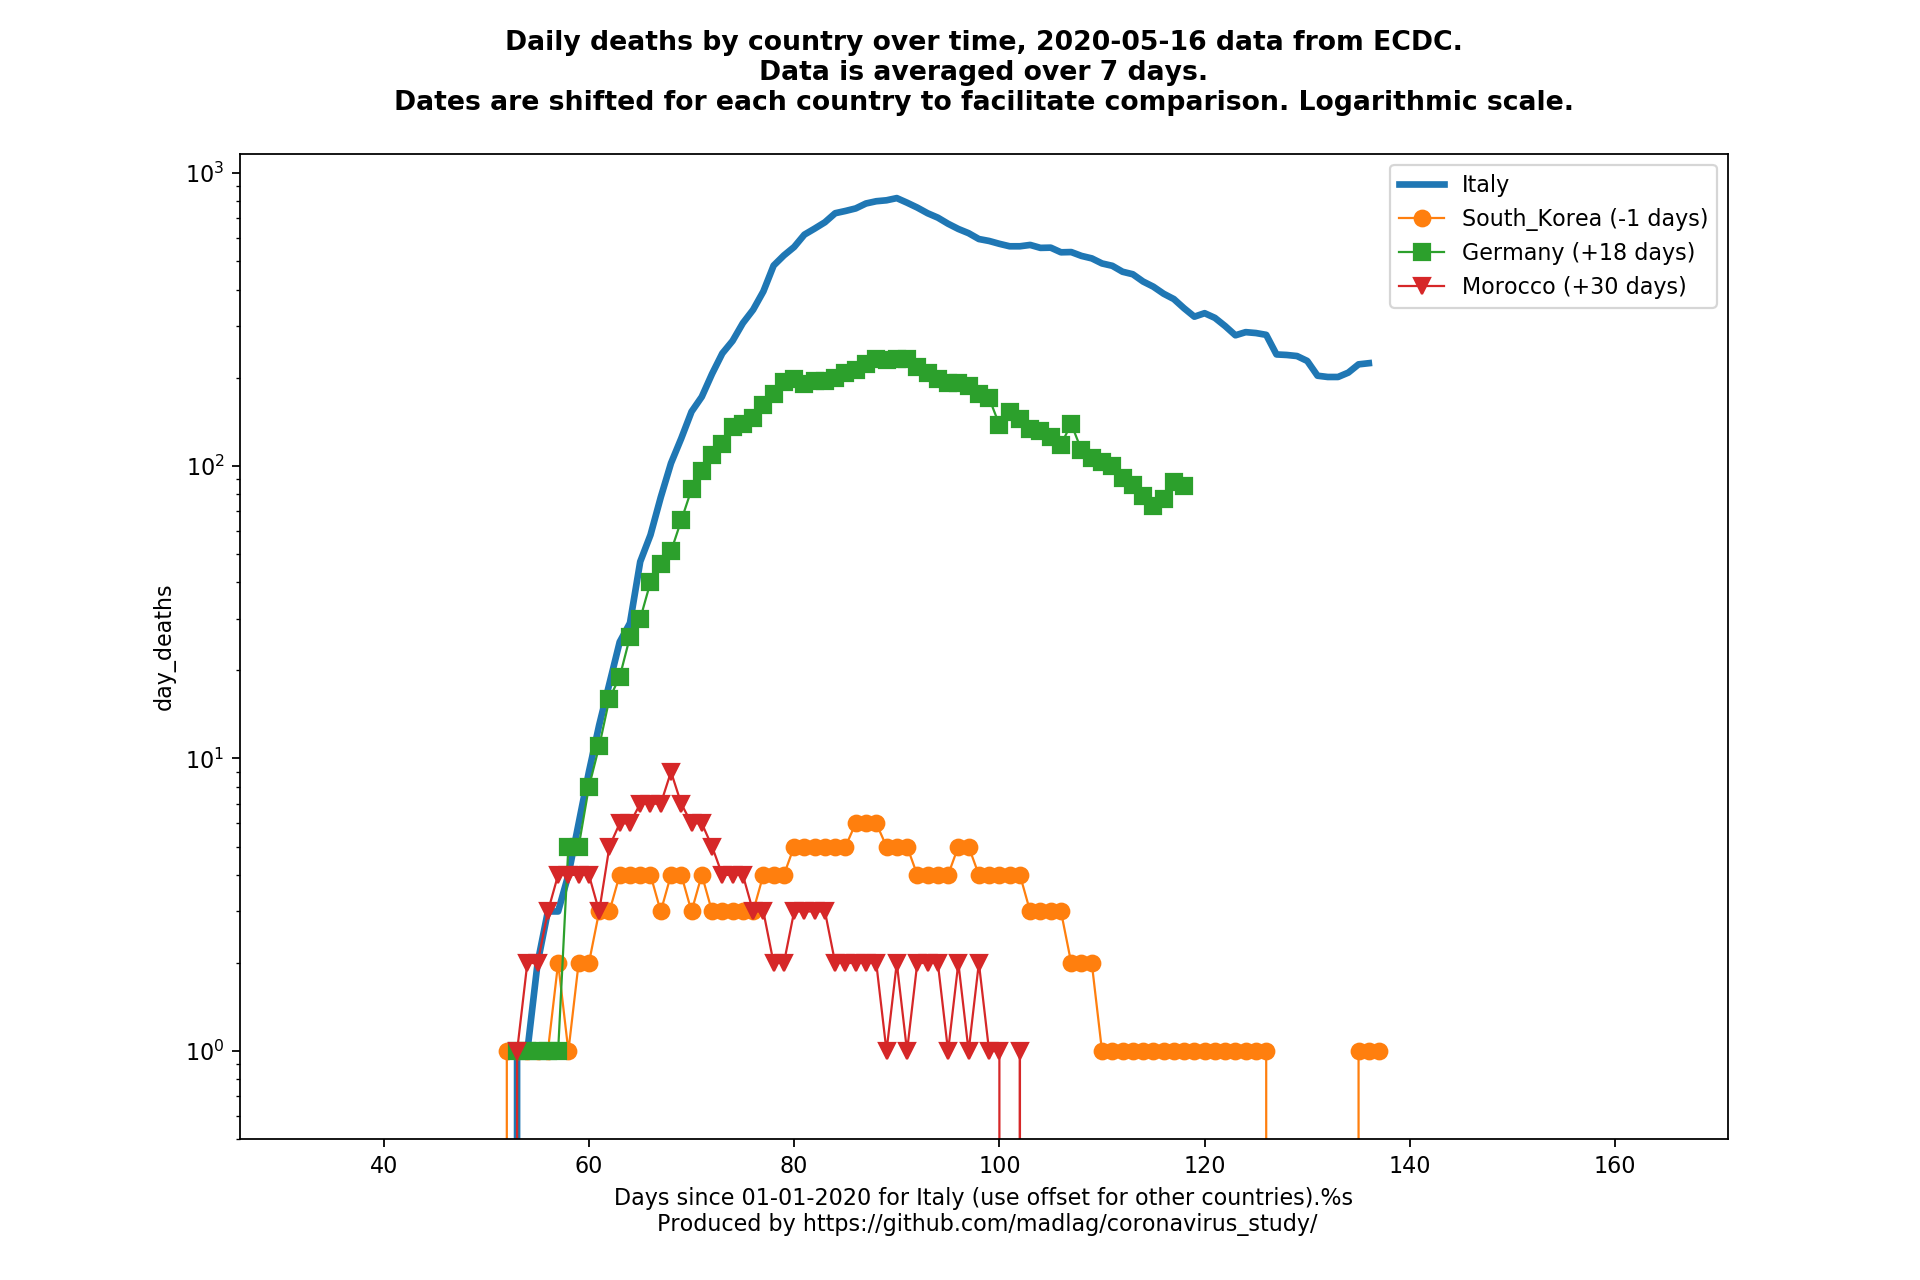 Daily deaths by country over time, 2020-05-16 data from ECDC.
Data is averaged over 7 days.
Dates are shifted for each country to facilitate comparison. Logarithmic scale.
Italy
South_Korea (-1 days)
Germany (+18 days)
Morocco (+30 days)
day_deaths
10³
10²
10¹
10⁰
40 60 80 100 120 140 160
Days since 01-01-2020 for Italy (use offset for other countries).%s
Produced by https://github.com/madlag/coronavirus_study/